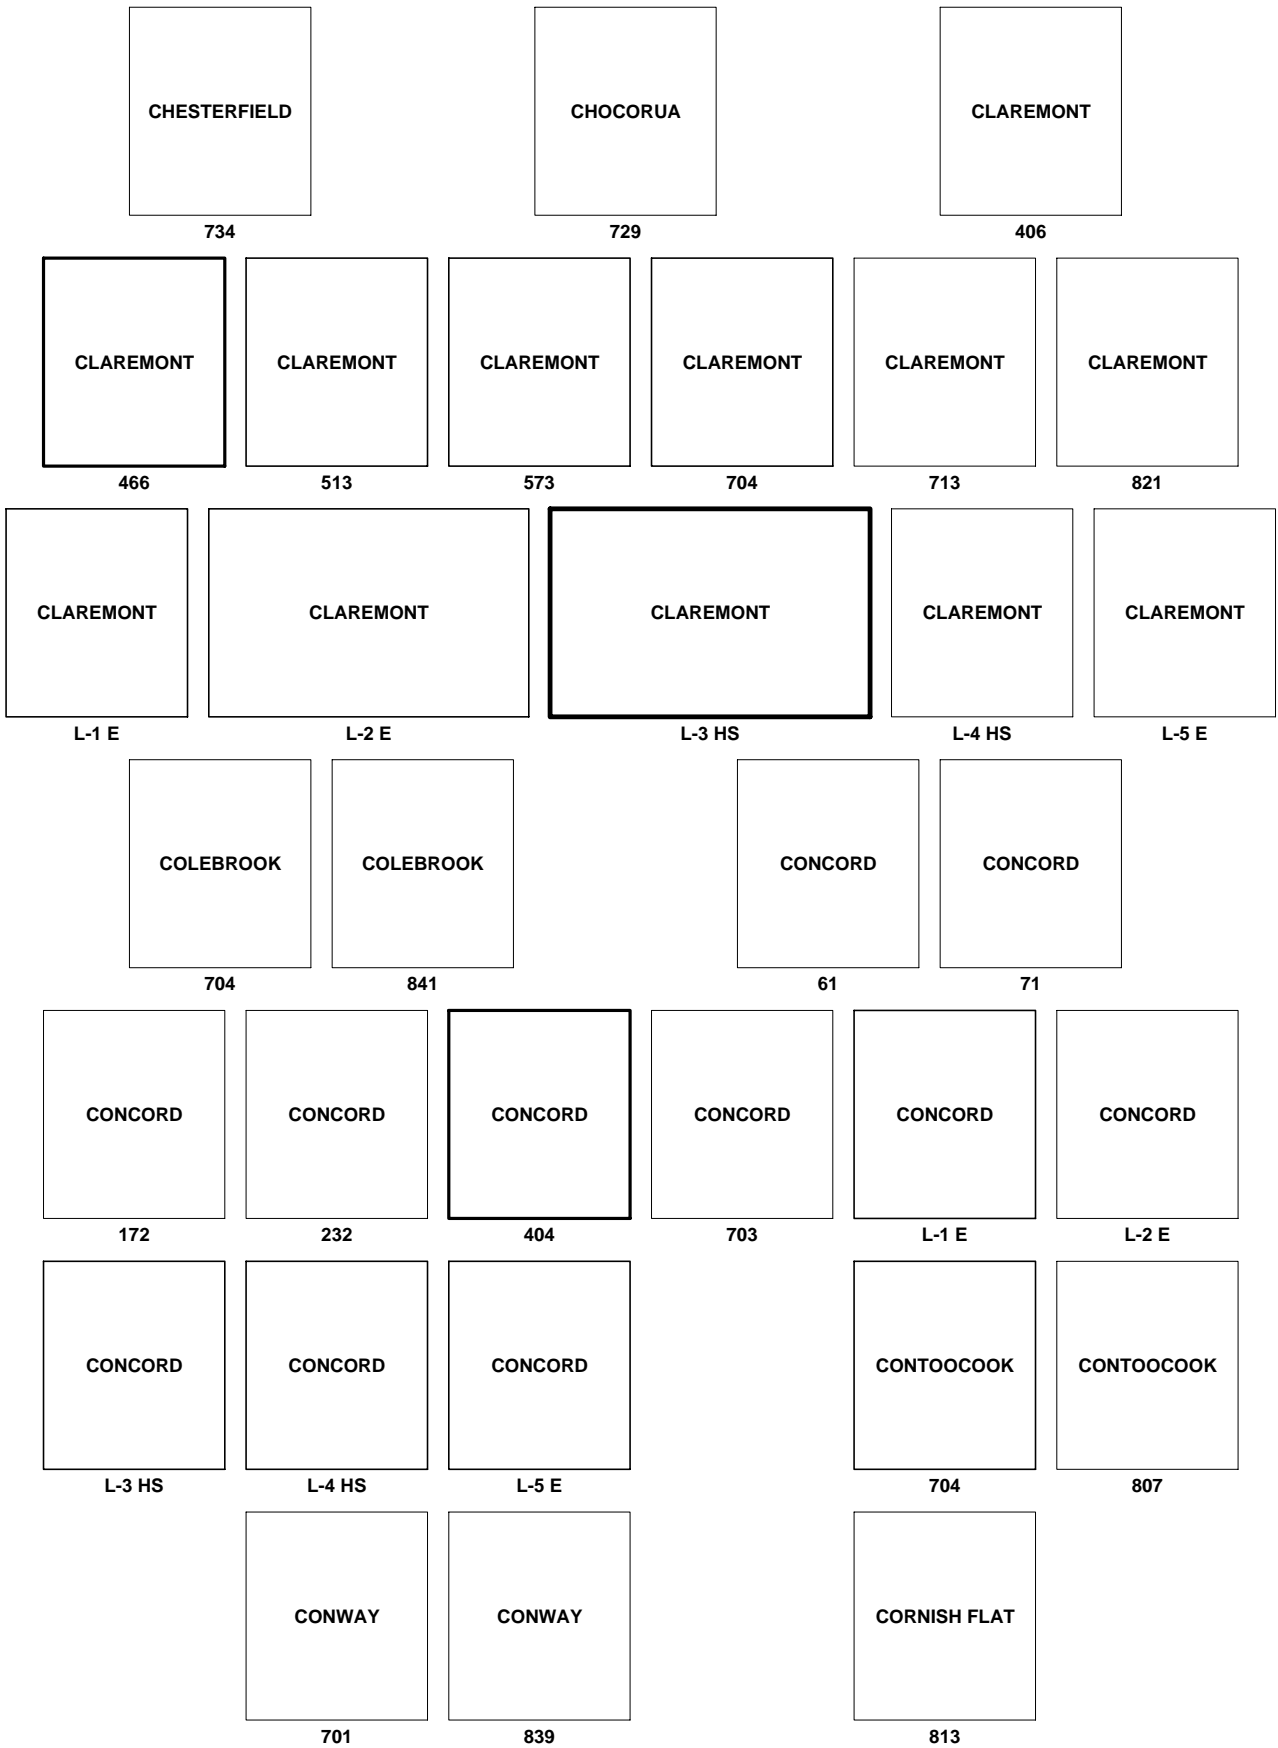 CHESTERFIELD CHOCORUA CLAREMONT
734 729 406
CLAREMONT CLAREMONT CLAREMONT CLAREMONT CLAREMONT CLAREMONT
466 513 573 704 713 821
CLAREMONT CLAREMONT CLAREMONT CLAREMONT CLAREMONT
L-1 E L-2 E L-3 HS L-4 HS L-5 E
COLEBROOK COLEBROOK CONCORD CONCORD
704 841 61 71
CONCORD CONCORD CONCORD CONCORD CONCORD CONCORD
172 232 404 703 L-1 E L-2 E
CONCORD CONCORD CONCORD CONTOOCOOK CONTOOCOOK
L-3 HS L-4 HS L-5 E 704 807
CONWAY CONWAY CORNISH FLAT
701 839 813